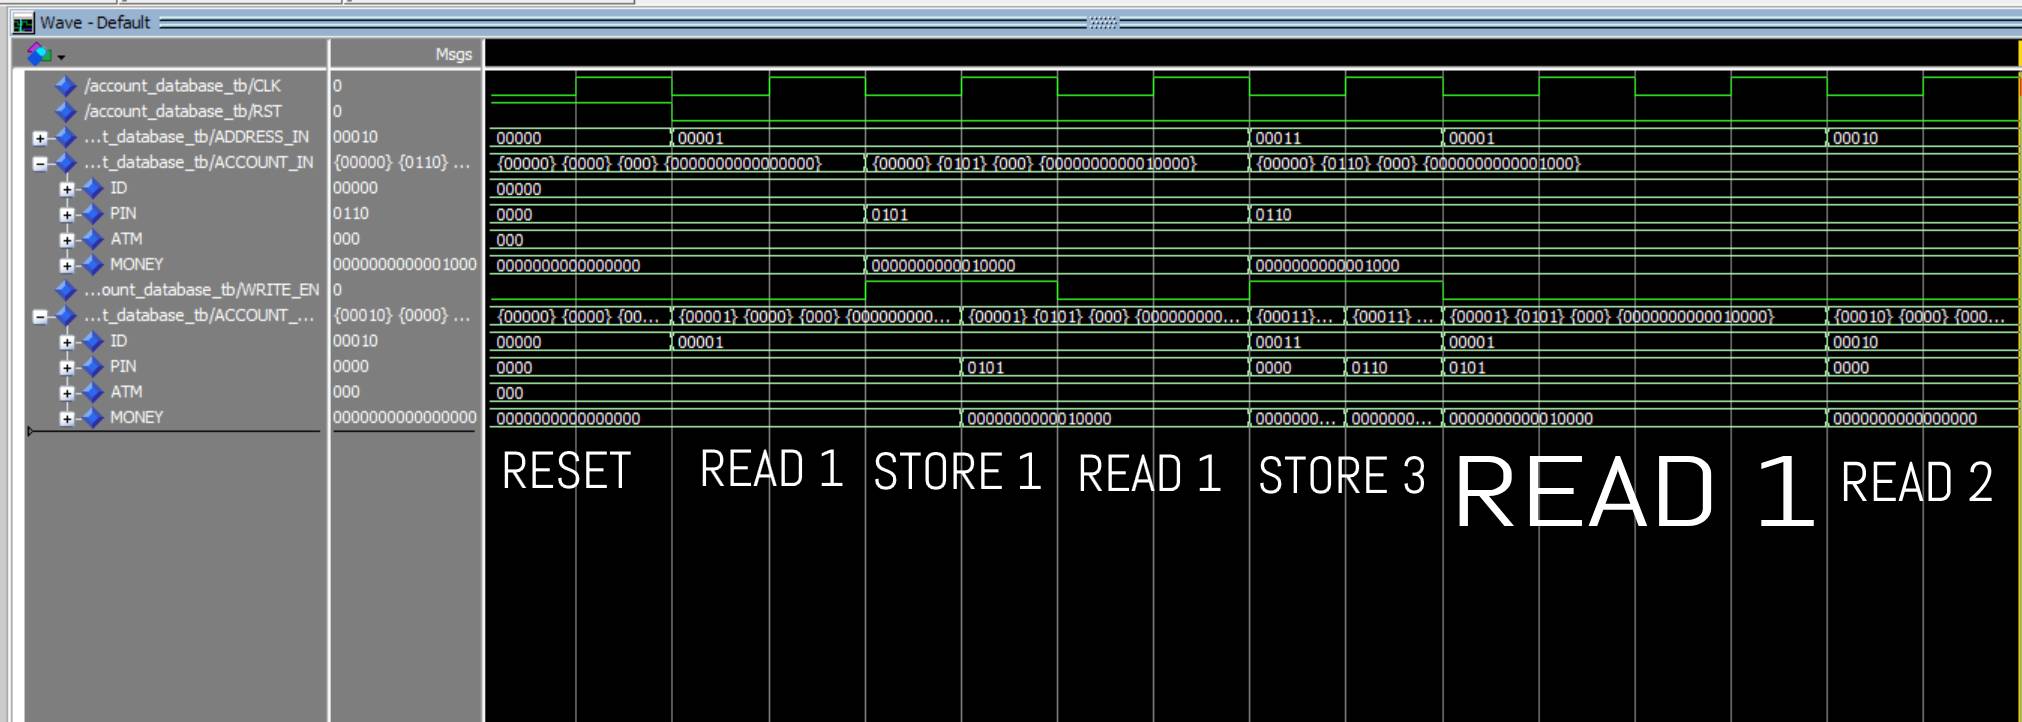 Wave - Default
Msgs
/account_database_tb/CLK 0
/account_database_tb/RST 0
...t_database_tb/ADDRESS_IN 00010 00000 00001 00011 00001 00010
...t_database_tb/ACCOUNT_IN {00000} {0110} ... {00000} {0000} {000} {0000000000000000} {00000} {0101} {000} {0000000000010000} {00000} {0110} {000} {0000000000001000}
ID 00000 00000
PIN 0110 0000 0101 0110
ATM 000 000
MONEY 0000000000001000 0000000000000000 0000000000010000 0000000000001000
...ount_database_tb/WRITE_EN 0
...t_database_tb/ACCOUNT_... {00010} {0000} ... {00000} {0000} {00... {00001} {0000} {000} {000000000... {00001} {0101} {000} {000000000... {00011}... {00011} ... {00001} {0101} {000} {0000000000010000} {00010} {0000} {000...
ID 00010 00000 00001 00011 00001 00010
PIN 0000 0000 0101 0000 0110 0101 0000
ATM 000 000
MONEY 0000000000000000 0000000000000000 0000000000010000 0000000... 0000000... 0000000000010000 0000000000000000
RESET READ 1 STORE 1 READ 1 STORE 3 READ 1 READ 2